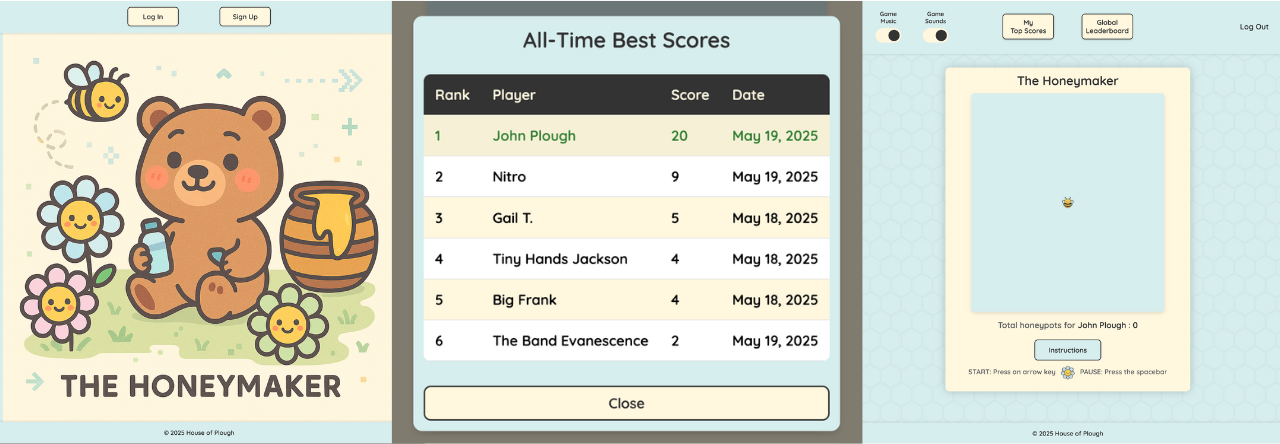 Log In
Sign Up
THE HONEYMAKER
© 2025 House of Plough
All-Time Best Scores
Rank Player Score Date
1 John Plough 20 May 19, 2025
2 Nitro 9 May 19, 2025
3 Gail T. 5 May 18, 2025
4 Tiny Hands Jackson 4 May 18, 2025
5 Big Frank 4 May 18, 2025
6 The Band Evanescence 2 May 19, 2025
Close
Game
Music
Game
Sounds
My
Top Scores
Global
Leaderboard
Log Out
The Honeymaker
Total honeypots for John Plough : 0
Instructions
START: Press an arrow key PAUSE: Press the spacebar
© 2025 House of Plough